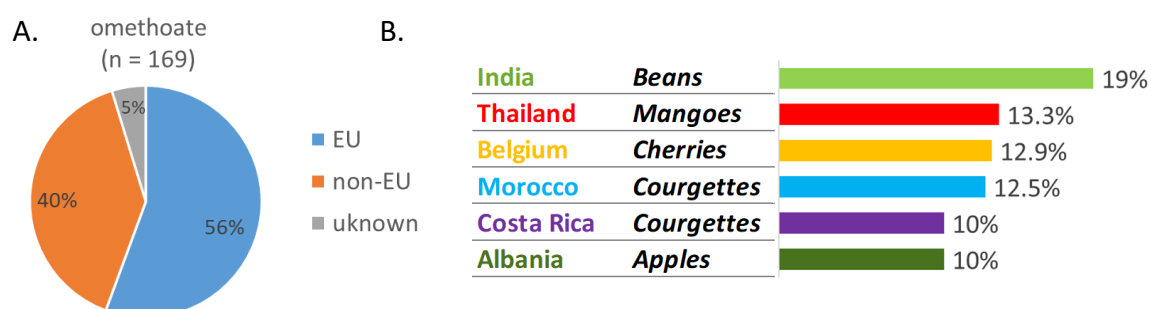 A.
omethoate
(n = 169)
5%
40%
56%
EU
non-EU
uknown
B.
India Beans 19%
Thailand Mangoes 13.3%
Belgium Cherries 12.9%
Morocco Courgettes 12.5%
Costa Rica Courgettes 10%
Albania Apples 10%